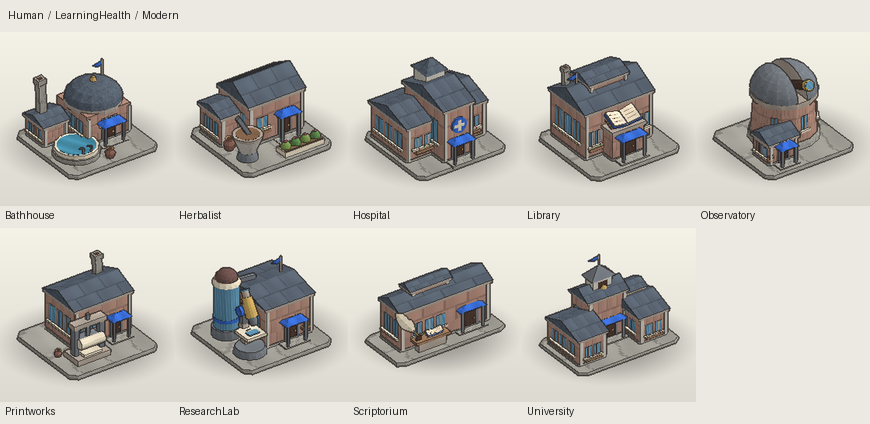 Human / LearningHealth / Modern
Bathhouse
Herbalist
Hospital
Library
Observatory
Printworks
ResearchLab
Scriptorium
University